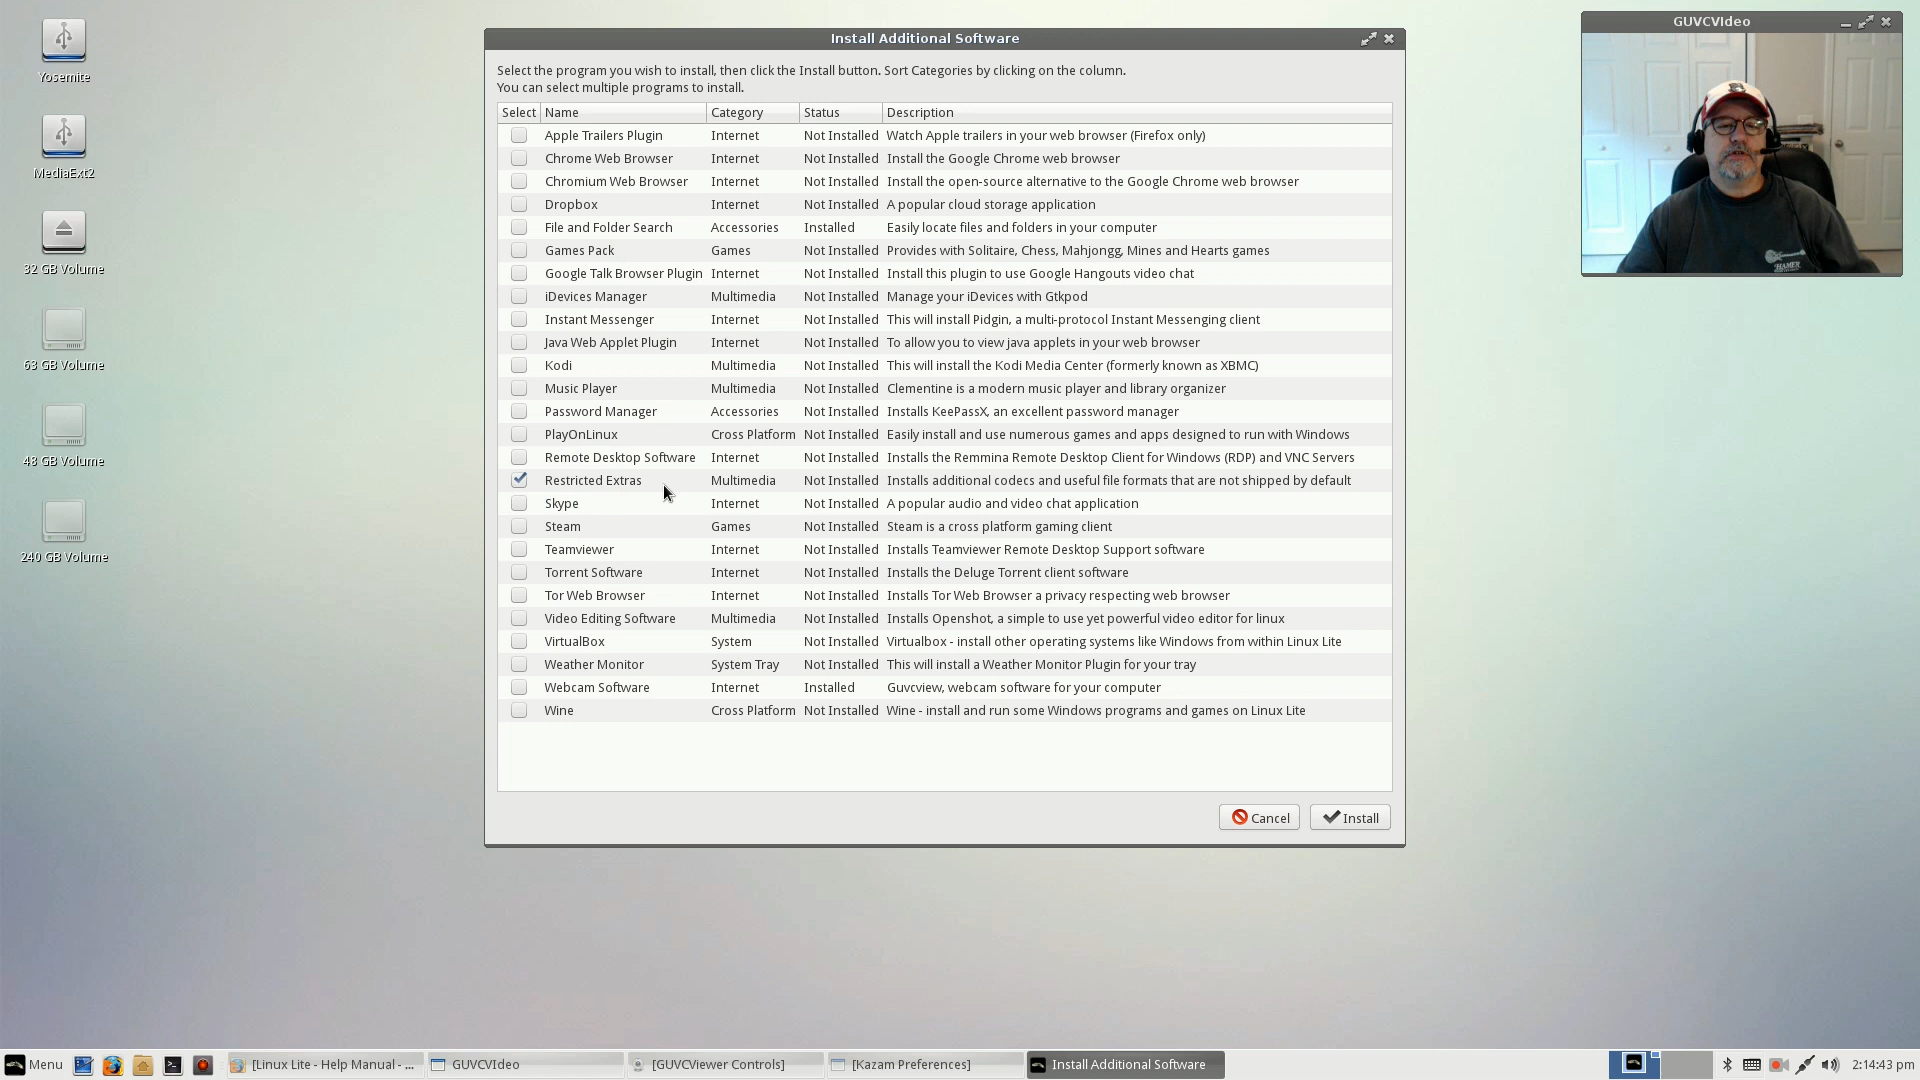 Install Additional Software
GUVCVIdeo
Select the program you wish to install, then click the Install button. Sort Categories by clicking on the column.
You can select multiple programs to install.
Select Name Category Status Description
Apple Trailers Plugin Internet Not Installed Watch Apple trailers in your web browser (Firefox only)
Chrome Web Browser Internet Not Installed Install the Google Chrome web browser
Chromium Web Browser Internet Not Installed Install the open-source alternative to the Google Chrome web browser
Dropbox Internet Not Installed A popular cloud storage application
File and Folder Search Accessories Installed Easily locate files and folders in your computer
Games Pack Games Not Installed Provides with Solitaire, Chess, Mahjongg, Mines and Hearts games
Google Talk Browser Plugin Internet Not Installed Install this plugin to use Google Hangouts video chat
iDevices Manager Multimedia Not Installed Manage your iDevices with Gtkpod
Instant Messenger Internet Not Installed This will install Pidgin, a multi-protocol Instant Messenging client
Java Web Applet Plugin Internet Not Installed To allow you to view java applets in your web browser
Kodi Multimedia Not Installed This will install the Kodi Media Center (formerly known as XBMC)
Music Player Multimedia Not Installed Clementine is a modern music player and library organizer
Password Manager Accessories Not Installed Installs KeePassX, an excellent password manager
PlayOnLinux Cross Platform Not Installed Easily install and use numerous games and apps designed to run with Windows
Remote Desktop Software Internet Not Installed Installs the Remmina Remote Desktop Client for Windows (RDP) and VNC Servers
Restricted Extras Multimedia Not Installed Installs additional codecs and useful file formats that are not shipped by default
Skype Internet Not Installed A popular audio and video chat application
Steam Games Not Installed Steam is a cross platform gaming client
Teamviewer Internet Not Installed Installs Teamviewer Remote Desktop Support software
Torrent Software Internet Not Installed Installs the Deluge Torrent client software
Tor Web Browser Internet Not Installed Installs Tor Web Browser a privacy respecting web browser
Video Editing Software Multimedia Not Installed Installs Openshot, a simple to use yet powerful video editor for linux
VirtualBox System Not Installed Virtualbox - install other operating systems like Windows from within Linux Lite
Weather Monitor System Tray Not Installed This will install a Weather Monitor Plugin for your tray
Webcam Software Internet Installed Guvcview, webcam software for your computer
Wine Cross Platform Not Installed Wine - install and run some Windows programs and games on Linux Lite
Cancel Install
Yosemite
MediaExt2
32 GB Volume
63 GB Volume
48 GB Volume
240 GB Volume
HAMER
Menu [Linux Lite - Help Manual - ... GUVCVIdeo [GUVCViewer Controls] [Kazam Preferences] Install Additional Software 2:14:43 pm